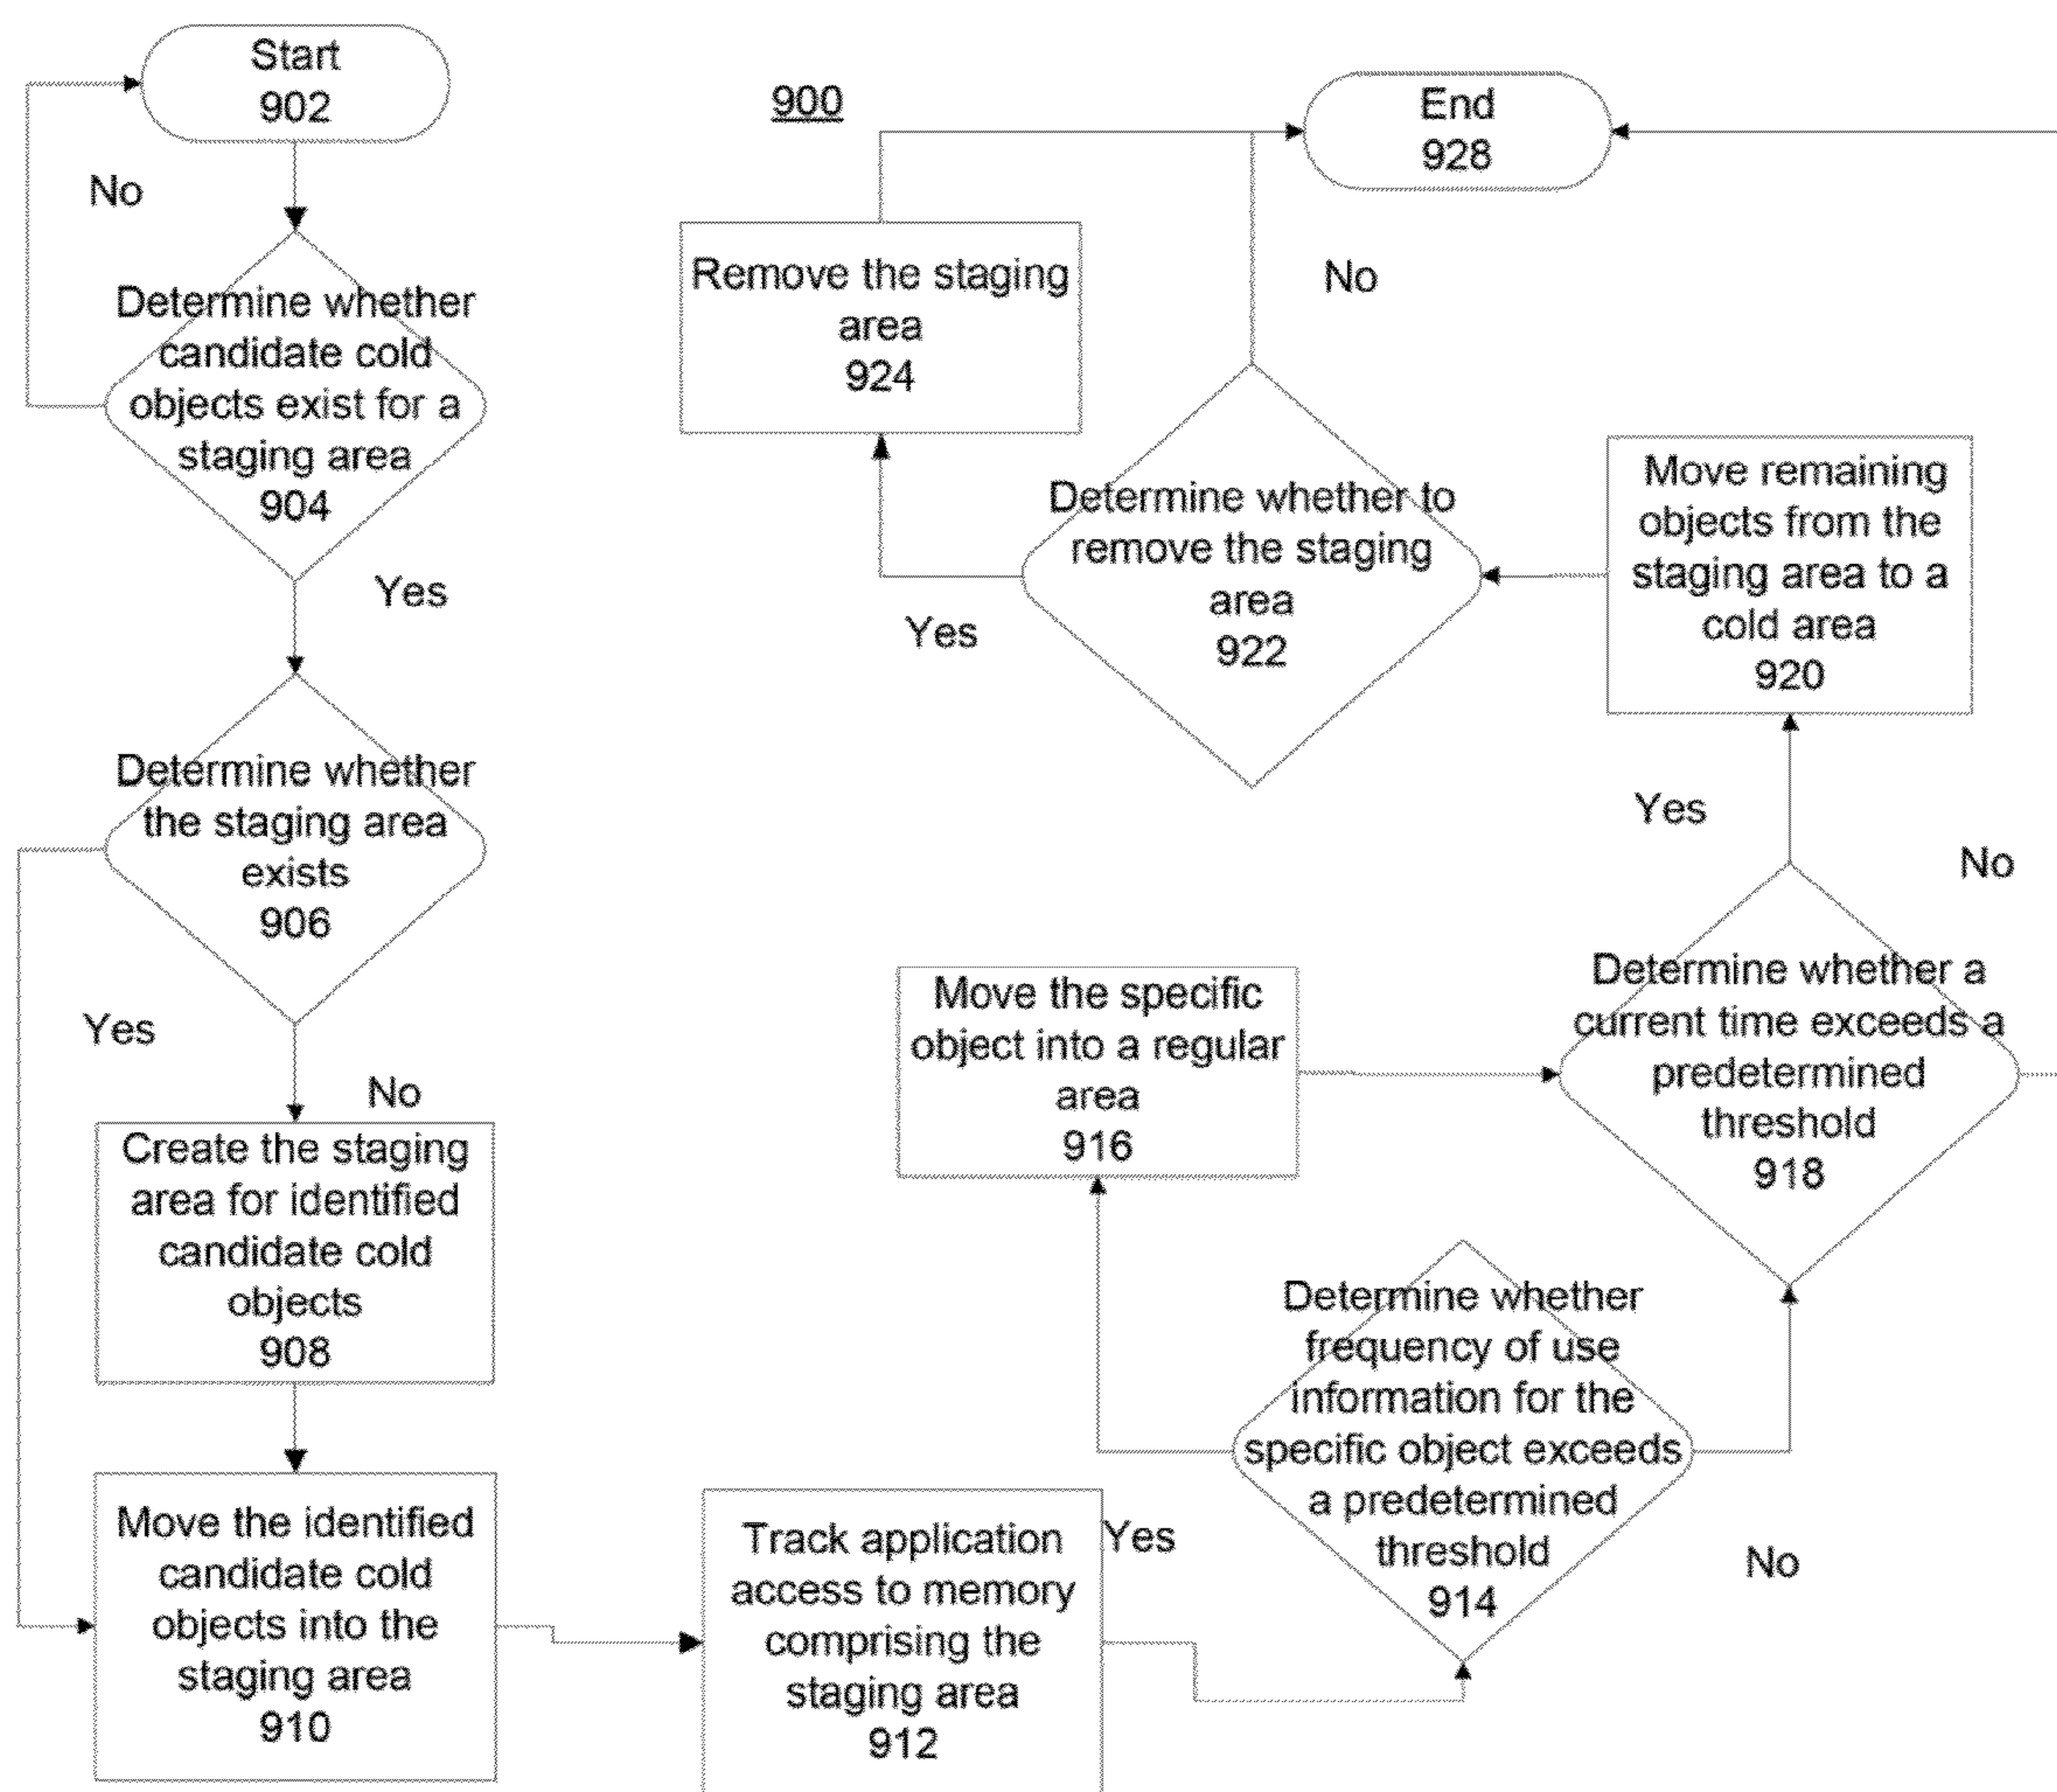 Start
902
No
Determine whether
candidate cold
objects exist for a
staging area
904
Yes
Determine whether
the staging area
exists
906
Yes
No
Create the staging
area for identified
candidate cold
objects
908
Move the identified
candidate cold
objects into the
staging area
910
Track application
access to memory
comprising the
staging area
912
Yes
Determine whether
frequency of use
information for the
specific object exceeds
a predetermined
threshold
914
No
Move the specific
object into a regular
area
916
Determine whether a
current time exceeds a
predetermined
threshold
918
Yes
No
Move remaining
objects from the
staging area to a
cold area
920
Determine whether to
remove the staging
area
922
Yes
No
Remove the staging
area
924
900
End
928